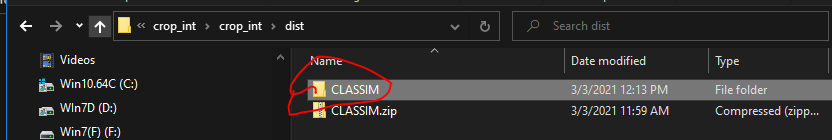 crop_int > crop_int > dist
Search dist
Videos
Win10.64C (C:)
WIn7D (D:)
Win7(F) (F:)
Name
Date modified
Type
CLASSIM
3/3/2021 12:13 PM
File folder
CLASSIM.zip
3/3/2021 11:59 AM
Compressed (zipp...